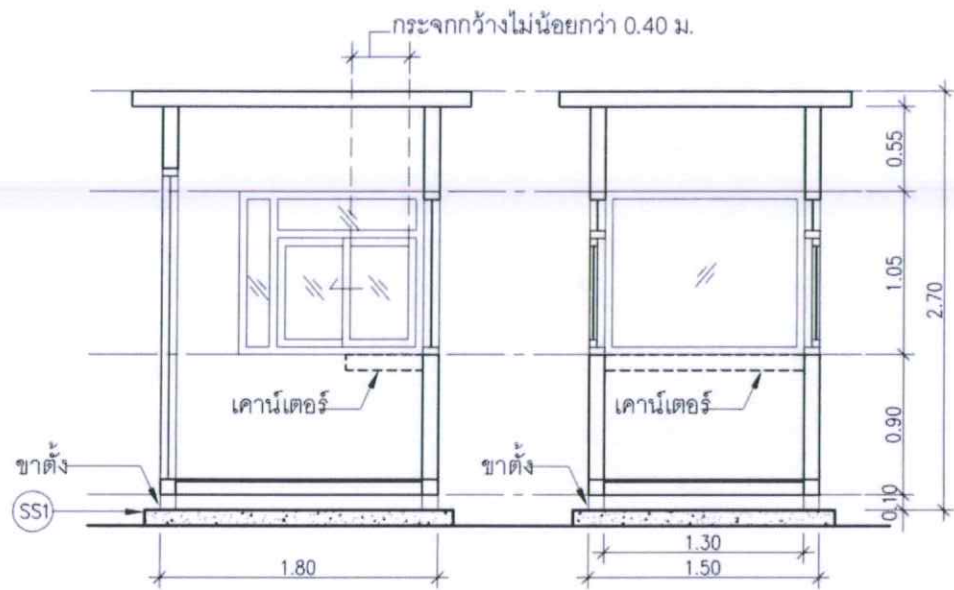 กระจกกว้างไม่น้อยกว่า 0.40 ม.
0.55
1.05
2.70
เคาน์เตอร์
เคาน์เตอร์
0.90
ขาตั้ง
ขาตั้ง
SS1
0.10
1.80
1.30
1.50